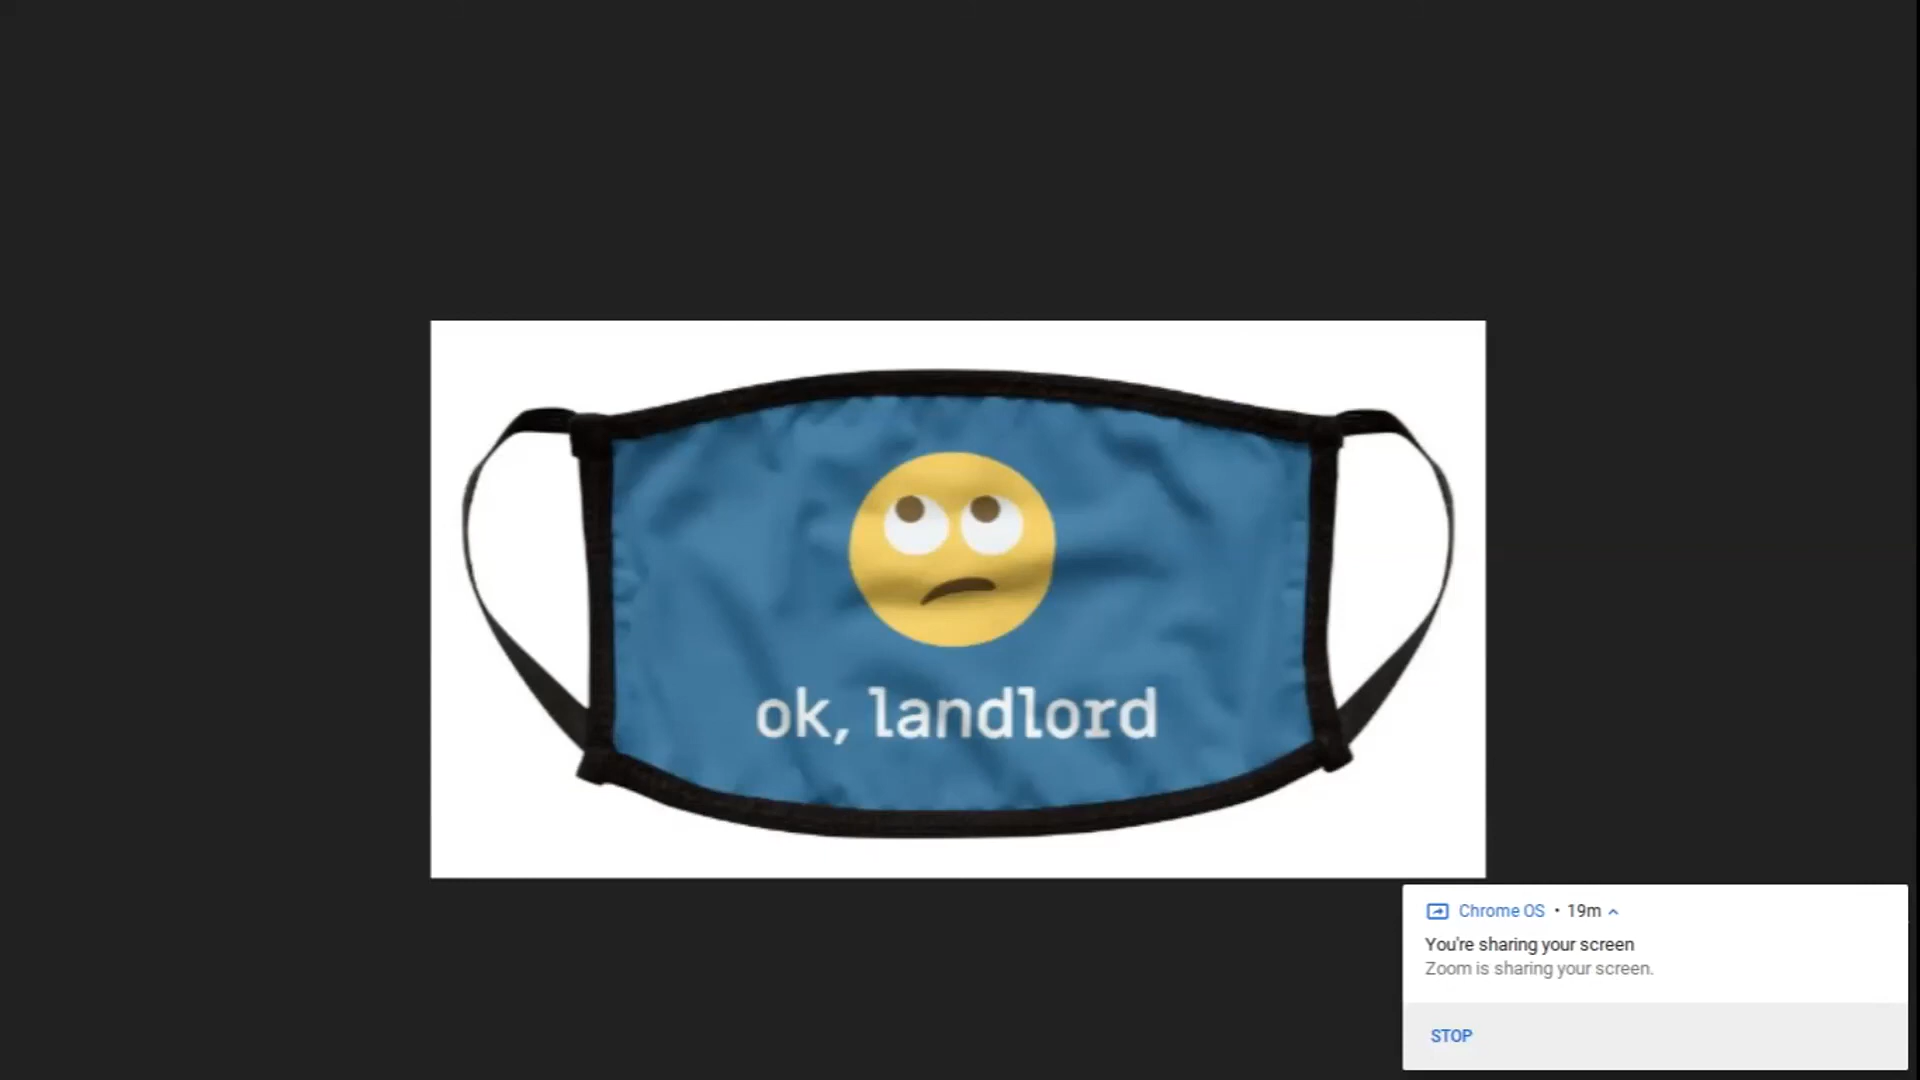 ok, landlord
Chrome OS • 19m
You're sharing your screen
Zoom is sharing your screen.
STOP